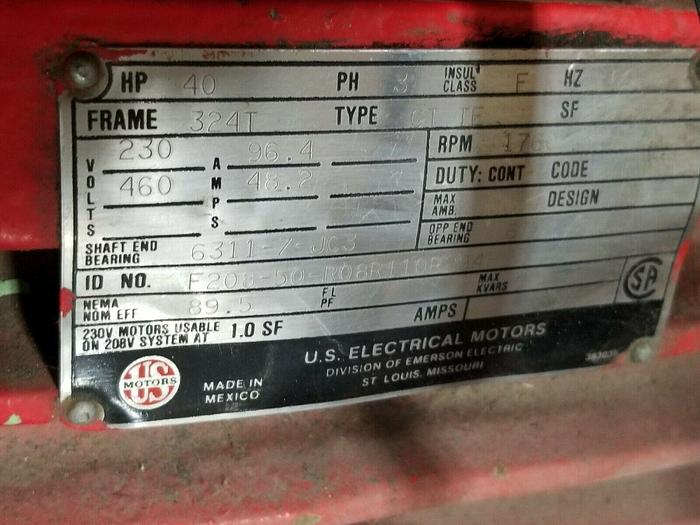 HP 40 PH 3 INSUL CLASS F HZ
FRAME 324T TYPE CT TF SF
VOLTS 230 AMPS 96.4 RPM
460 48.2 DUTY: CONT CODE
MAX AMB. DESIGN
SHAFT END BEARING 6311-Z-JC3 OPP END BEARING
ID NO. MAX KVARS
NEMA NOM EFF 89.5 F.L. PF AMPS SA
230V MOTORS USABLE
ON 208V SYSTEM AT 1.0 SF
U.S. ELECTRICAL MOTORS
DIVISION OF EMERSON ELECTRIC
ST LOUIS, MISSOURI
US MOTORS
MADE IN
MEXICO